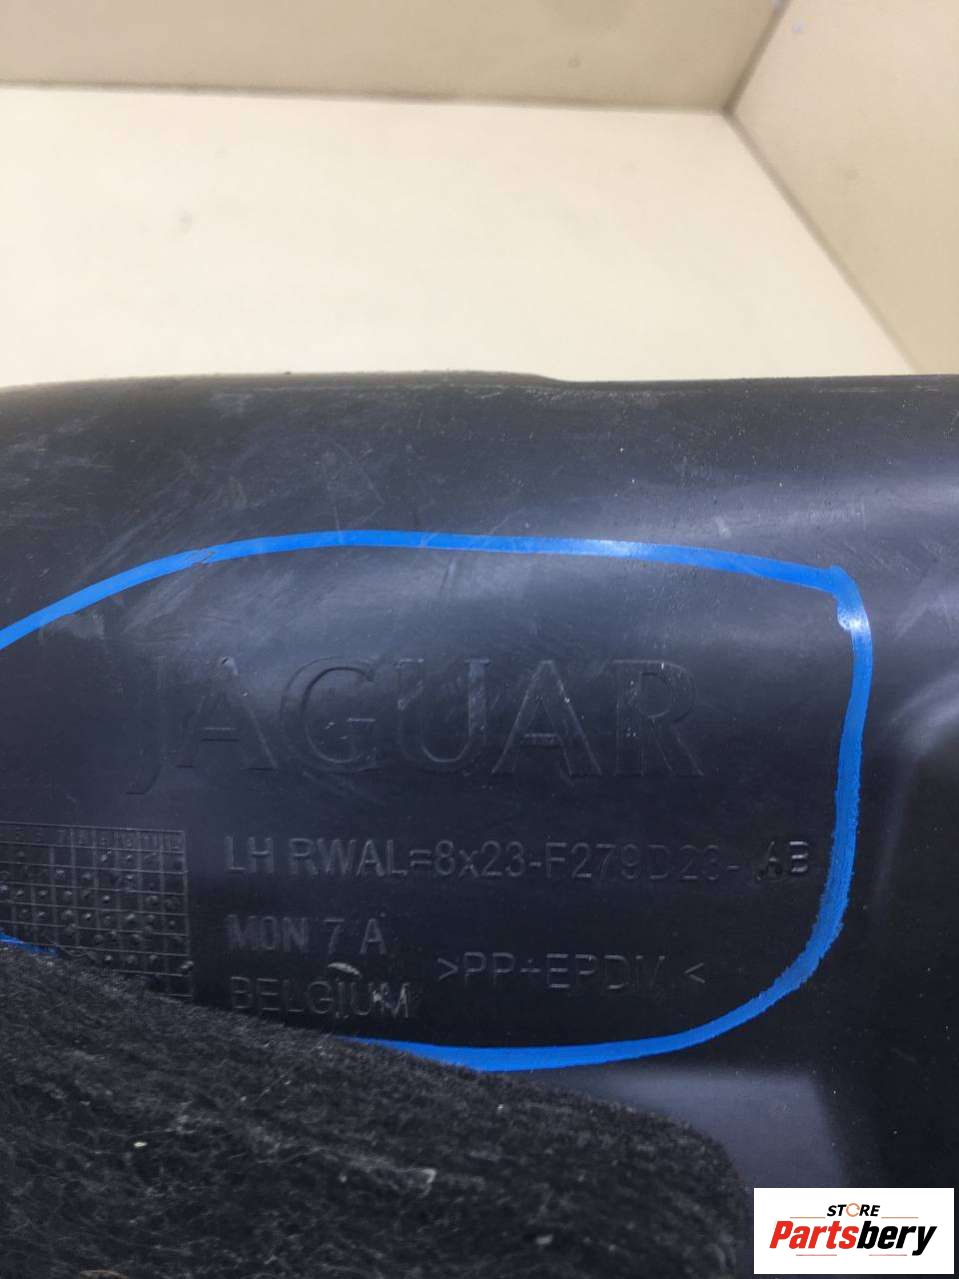 JAGUAR
LH RWAL=8x23-F279D23-AB
MON 7 A
>PP+EPDM<
BELGIUM
STORE
Partsbery